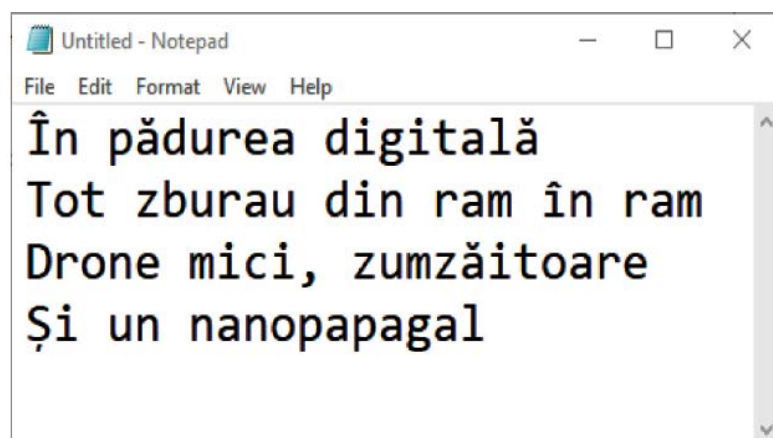 Untitled - Notepad
File Edit Format View Help
În pădurea digitală
Tot zburau din ram în ram
Drone mici, zumzăitoare
Și un nanopapagal